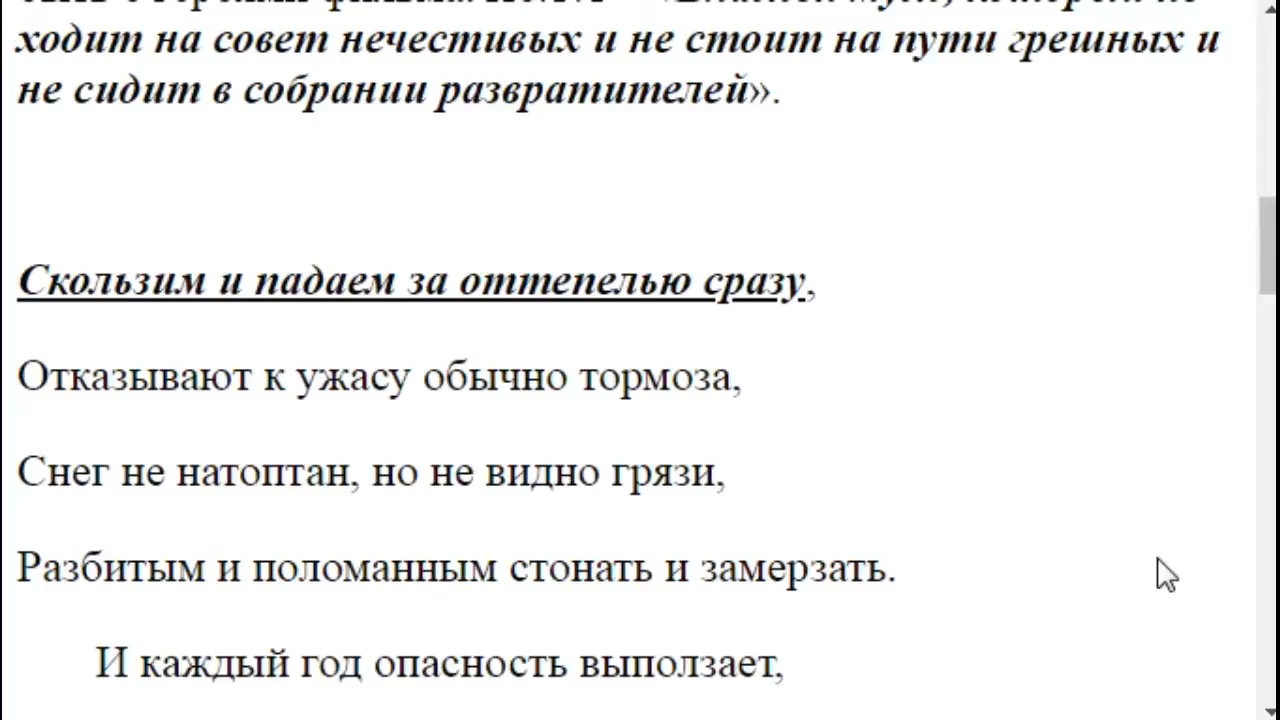 ходит на совет нечестивых и не стоит на пути грешных и
не сидит в собрании развратителей».
Скользим и падаем за оттепелью сразу,
Отказывают к ужасу обычно тормоза,
Снег не натоптан, но не видно грязи,
Разбитым и поломанным стонать и замерзать.
И каждый год опасность выползает,